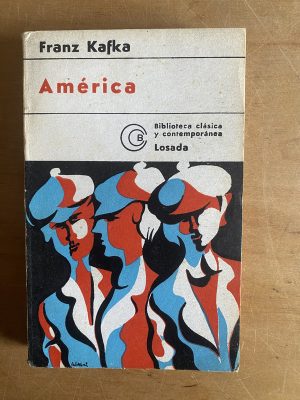 Franz Kafka
América
Biblioteca clásica
y contemporánea
Losada